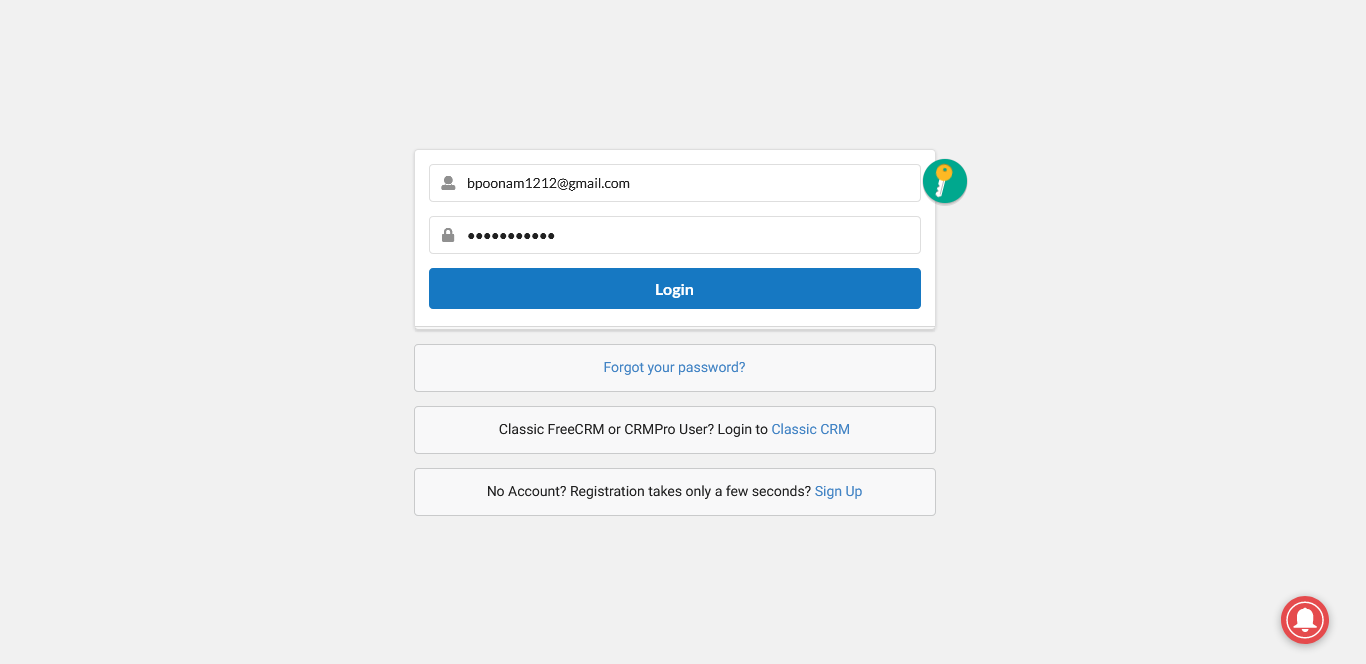 bpoonam1212@gmail.com
•••••••••••
Login
Forgot your password?
Classic FreeCRM or CRMPro User? Login to Classic CRM
No Account? Registration takes only a few seconds? Sign Up